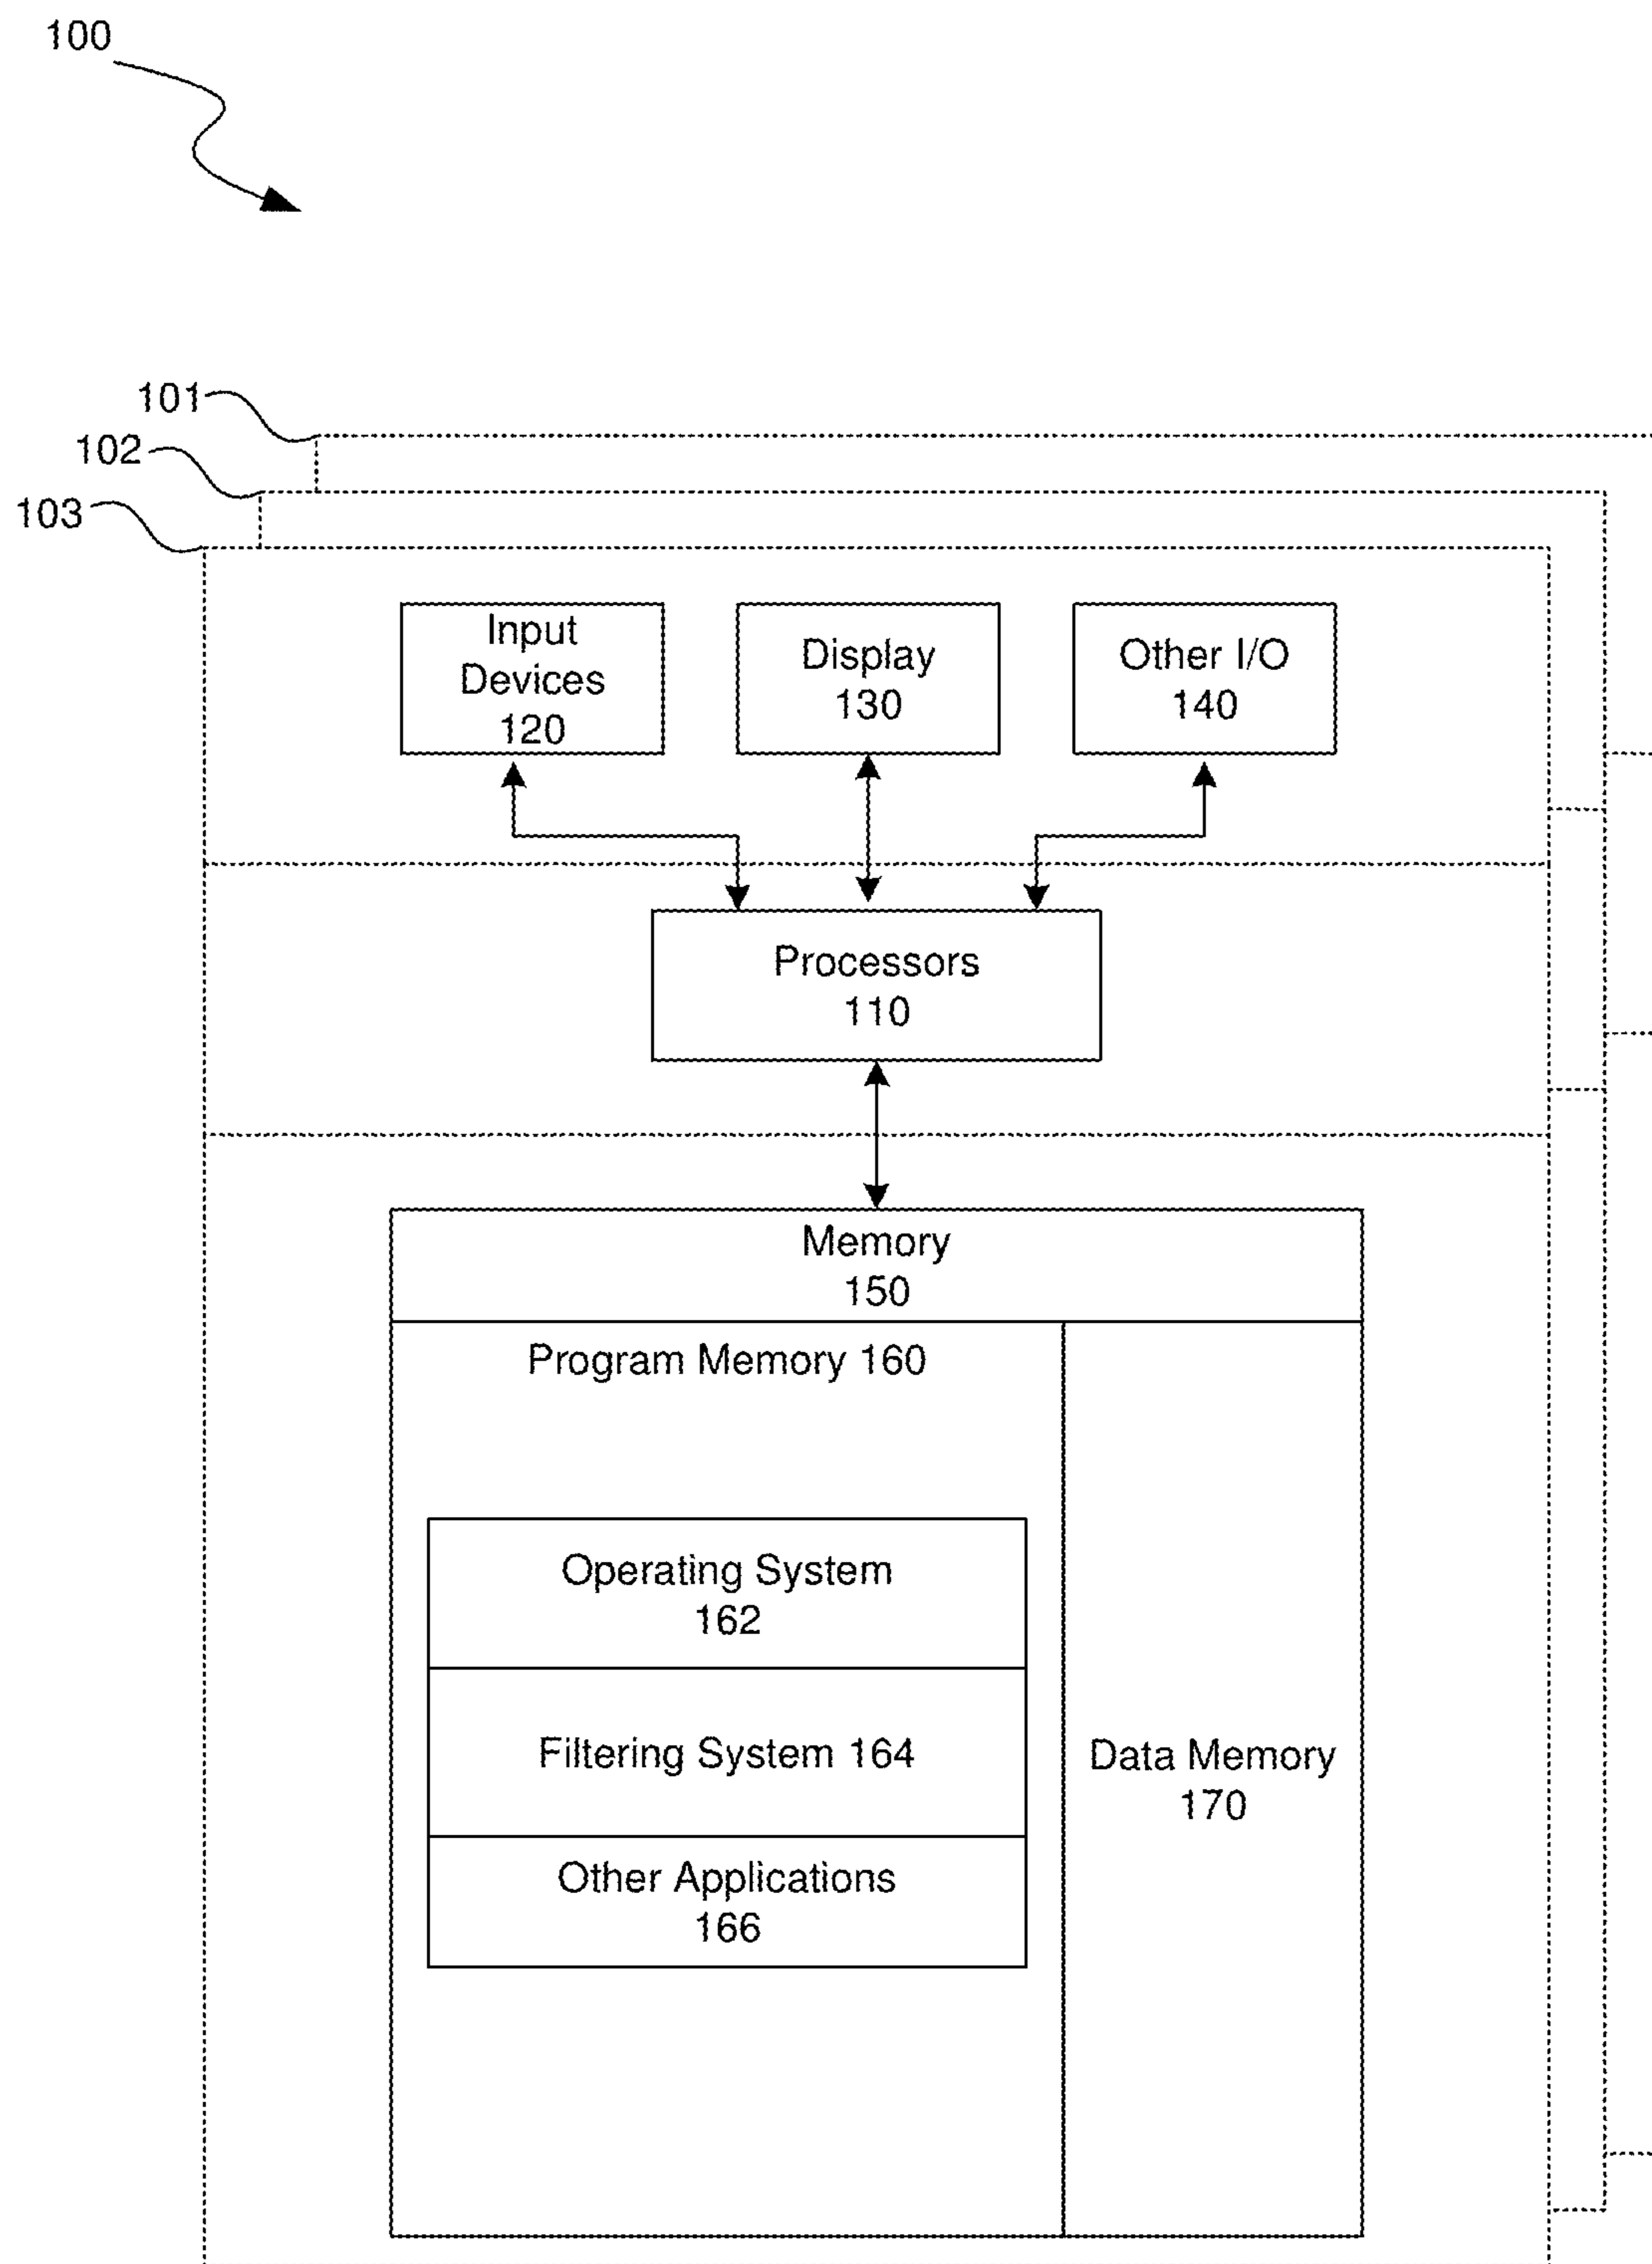 100
101
102
103
Input
Devices
120
Display
130
Other I/O
140
Processors
110
Memory
150
Program Memory 160
Operating System
162
Filtering System 164
Other Applications
166
Data Memory
170